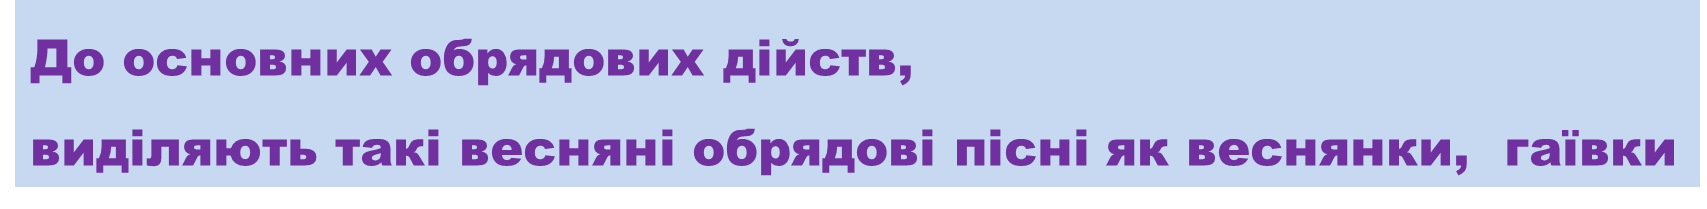 До основних обрядових дійств,
виділяють такі весняні обрядові пісні як веснянки,  гаївки